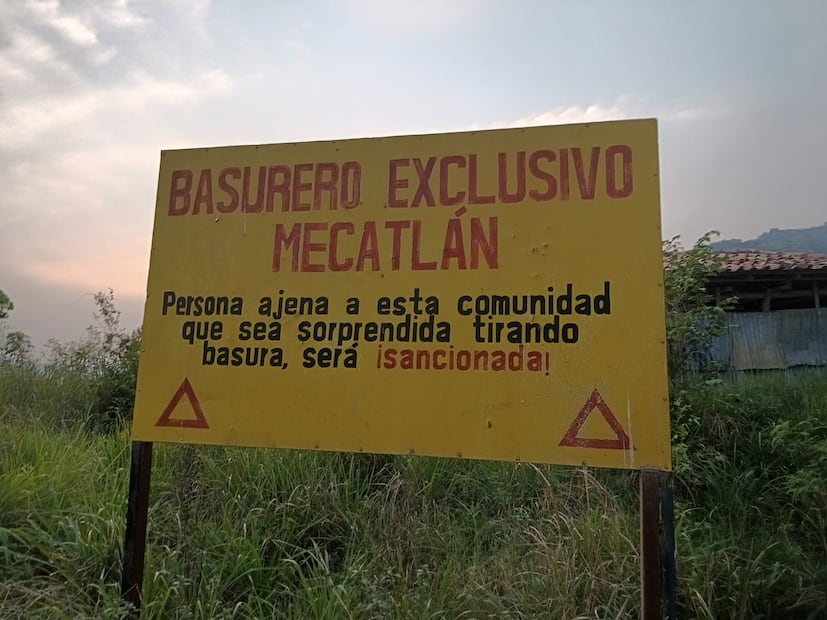 BASURERO EXCLUSIVO
MECATLÁN
Persona ajena a esta comunidad
que sea sorprendida tirando
basura, será ¡sancionada!